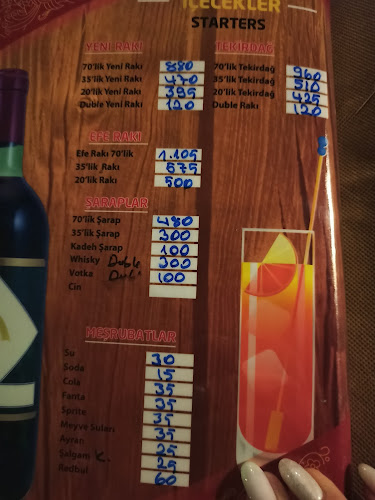 İÇECEKLER
STARTERS
YENİ RAKI
70'lik Yeni Rakı 880
35'lik Yeni Rakı 470
20'lik Yeni Rakı 395
Duble Yeni Rakı 120
TEKİRDAĞ
70'lik Tekirdağ 960
35'lik Tekirdağ 510
20'lik Tekirdağ 425
Duble Rakı 120
EFE RAKI
Efe Rakı 70'lik 1.105
35'lik Rakı 575
20'lik Rakı 500
ŞARAPLAR
70'lik Şarap 480
35'lik Şarap 300
Kadeh Şarap 100
Whisky Duble 300
Votka Duble 100
Cin
MEŞRUBATLAR
Su 30
Soda 15
Cola 35
Fanta 35
Sprite 35
Meyve Suları 35
Ayran 25
Şalgam K. 25
Redbul 60